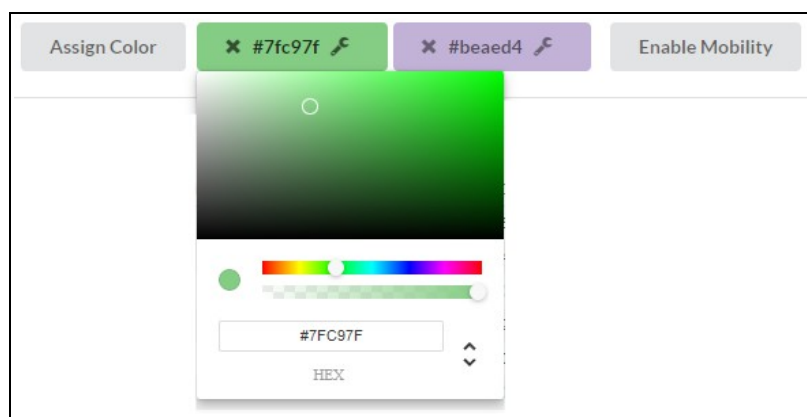 Assign Color
#7fc97f
#beaed4
Enable Mobility
#7FC97F
HEX